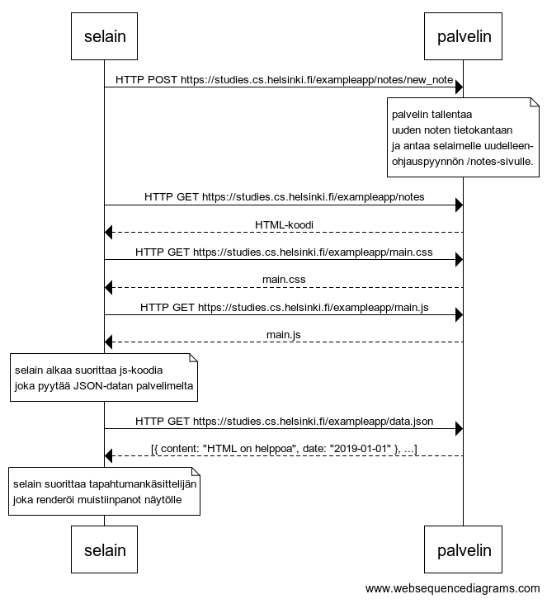 selain
palvelin
HTTP POST https://studies.cs.helsinki.fi/exampleapp/notes/new_note
palvelin tallentaa
uuden noten tietokantaan
ja antaa selaimelle uudelleen-
ohjauspyynnön /notes-sivulle.
HTTP GET https://studies.cs.helsinki.fi/exampleapp/notes
HTML-koodi
HTTP GET https://studies.cs.helsinki.fi/exampleapp/main.css
main.css
HTTP GET https://studies.cs.helsinki.fi/exampleapp/main.js
main.js
selain alkaa suorittaa js-koodia
joka pyytää JSON-datan palvelimelta
HTTP GET https://studies.cs.helsinki.fi/exampleapp/data.json
[{ content: "HTML on helppoa", date: "2019-01-01" }, ...]
selain suorittaa tapahtumankäsittelijän
joka renderöi muistiinpanot näytölle
selain
palvelin
www.websequencediagrams.com